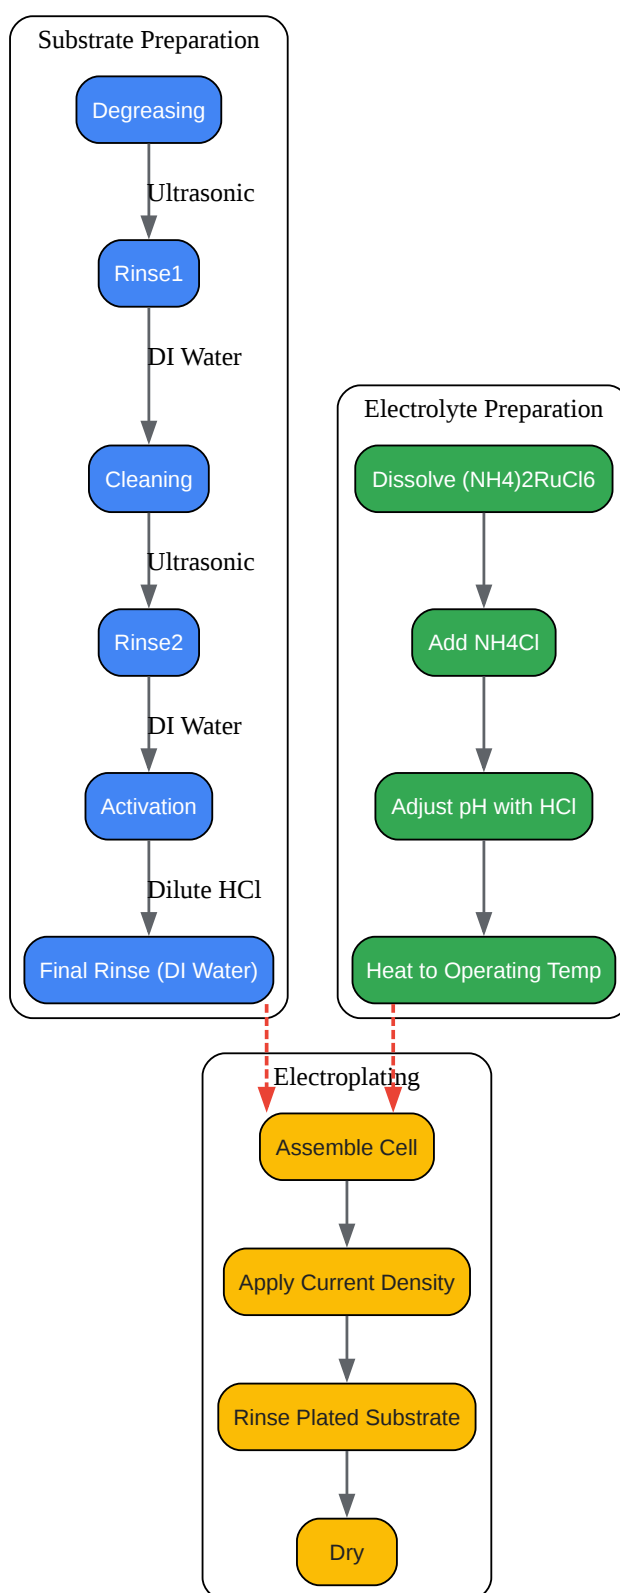 Substrate Preparation
Degreasing
Ultrasonic
Rinse1
DI Water
Cleaning
Ultrasonic
Rinse2
DI Water
Activation
Dilute HCl
Final Rinse (DI Water)
Electrolyte Preparation
Dissolve (NH4)2RuCl6
Add NH4Cl
Adjust pH with HCl
Heat to Operating Temp
Electroplating
Assemble Cell
Apply Current Density
Rinse Plated Substrate
Dry